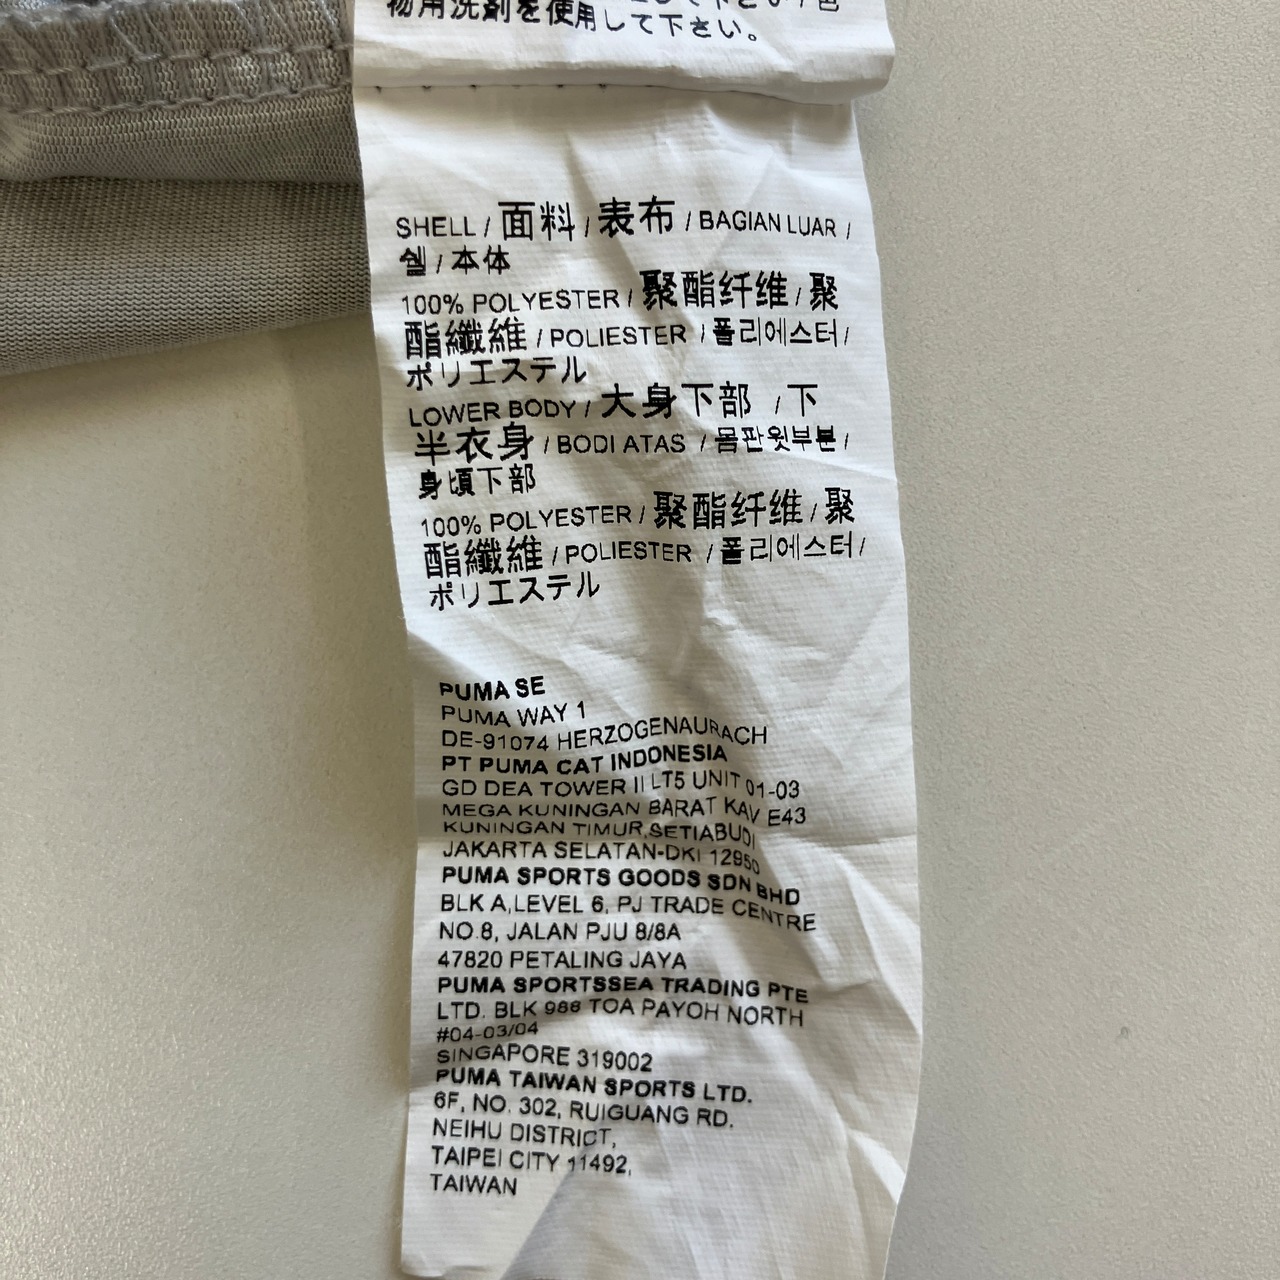 物用洗剤を使用して下さい。
SHELL / 面料 / 表布 / BAGIAN LUAR /
쉘 / 本体
100% POLYESTER / 聚酯纤维 / 聚
酯纖維 / POLIESTER / 폴리에스터 /
ポリエステル
LOWER BODY / 大身下部 / 下
半衣身 / BODI ATAS / 몸판윗부분 /
身頃下部
100% POLYESTER / 聚酯纤维 / 聚
酯纖維 / POLIESTER / 폴리에스터 /
ポリエステル
PUMA SE
PUMA WAY 1
DE-91074 HERZOGENAURACH
PT PUMA CAT INDONESIA
GD DEA TOWER II LT5 UNIT 01-03
MEGA KUNINGAN BARAT KAV E43
KUNINGAN TIMUR,SETIABUDI
JAKARTA SELATAN-DKI 12950
PUMA SPORTS GOODS SDN BHD
BLK A,LEVEL 6, PJ TRADE CENTRE
NO.8, JALAN PJU 8/8A
47820 PETALING JAYA
PUMA SPORTSSEA TRADING PTE
LTD. BLK 988 TOA PAYOH NORTH
#04-03/04
SINGAPORE 319002
PUMA TAIWAN SPORTS LTD.
6F, NO. 302, RUIGUANG RD.
NEIHU DISTRICT,
TAIPEI CITY 11492,
TAIWAN